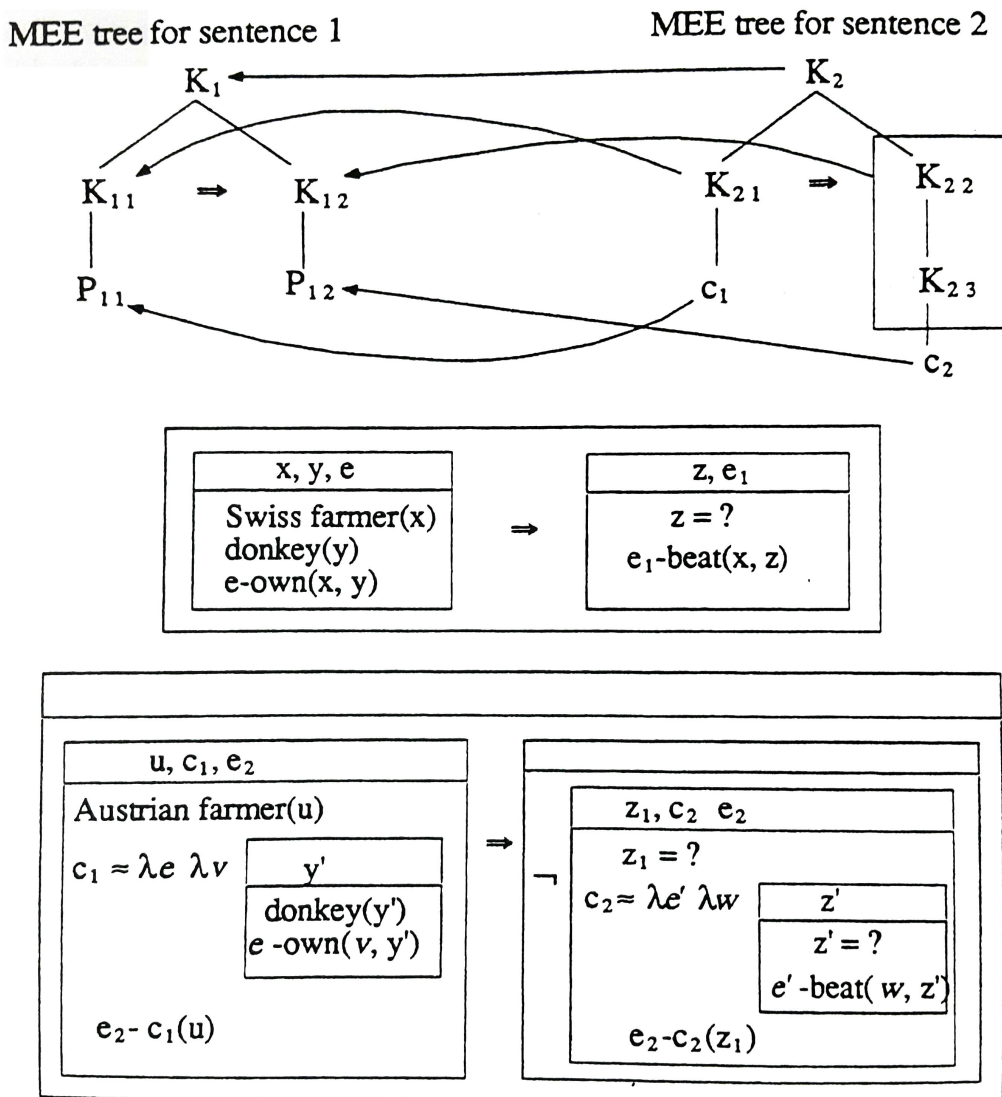 MEE tree for sentence 1 MEE tree for sentence 2
K₁ K₂
K₁₁ ⇒ K₁₂ K₂₁ ⇒ K₂₂
P₁₁ P₁₂ c₁ K₂₃
c₂
x, y, e
Swiss farmer(x)
donkey(y)
e-own(x, y)
⇒
z, e₁
z = ?
e₁-beat(x, z)
u, c₁, e₂
Austrian farmer(u)
c₁ ≈ λe λv
y'
donkey(y')
e -own(v, y')
e₂- c₁(u)
⇒
¬
z₁, c₂ e₂
z₁ = ?
c₂≈ λe' λw
z'
z' = ?
e' -beat( w, z')
e₂-c₂(z₁)